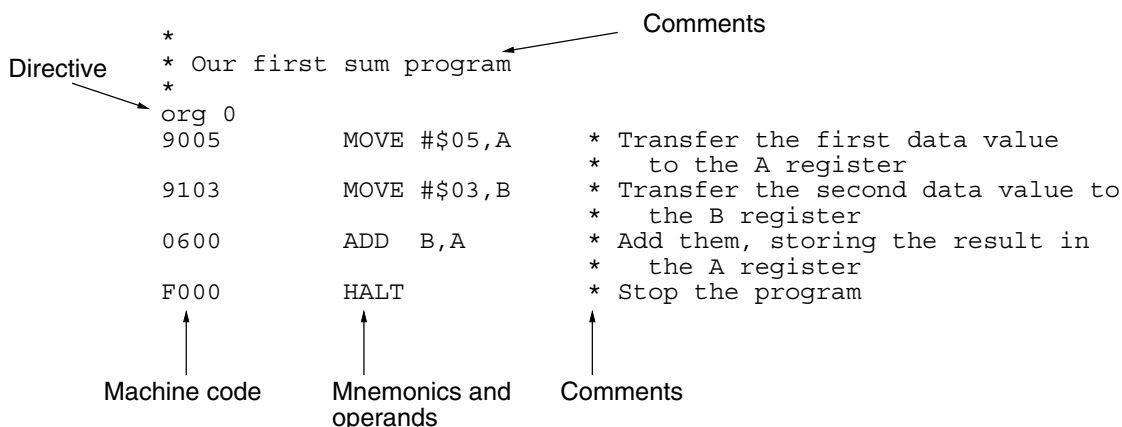 Comments
*
Directive
* Our first sum program
*
org 0
9005 MOVE #$05,A * Transfer the first data value
* to the A register
9103 MOVE #$03,B * Transfer the second data value to
* the B register
0600 ADD B,A * Add them, storing the result in
* the A register
F000 HALT * Stop the program
Machine code
Mnemonics and
operands
Comments